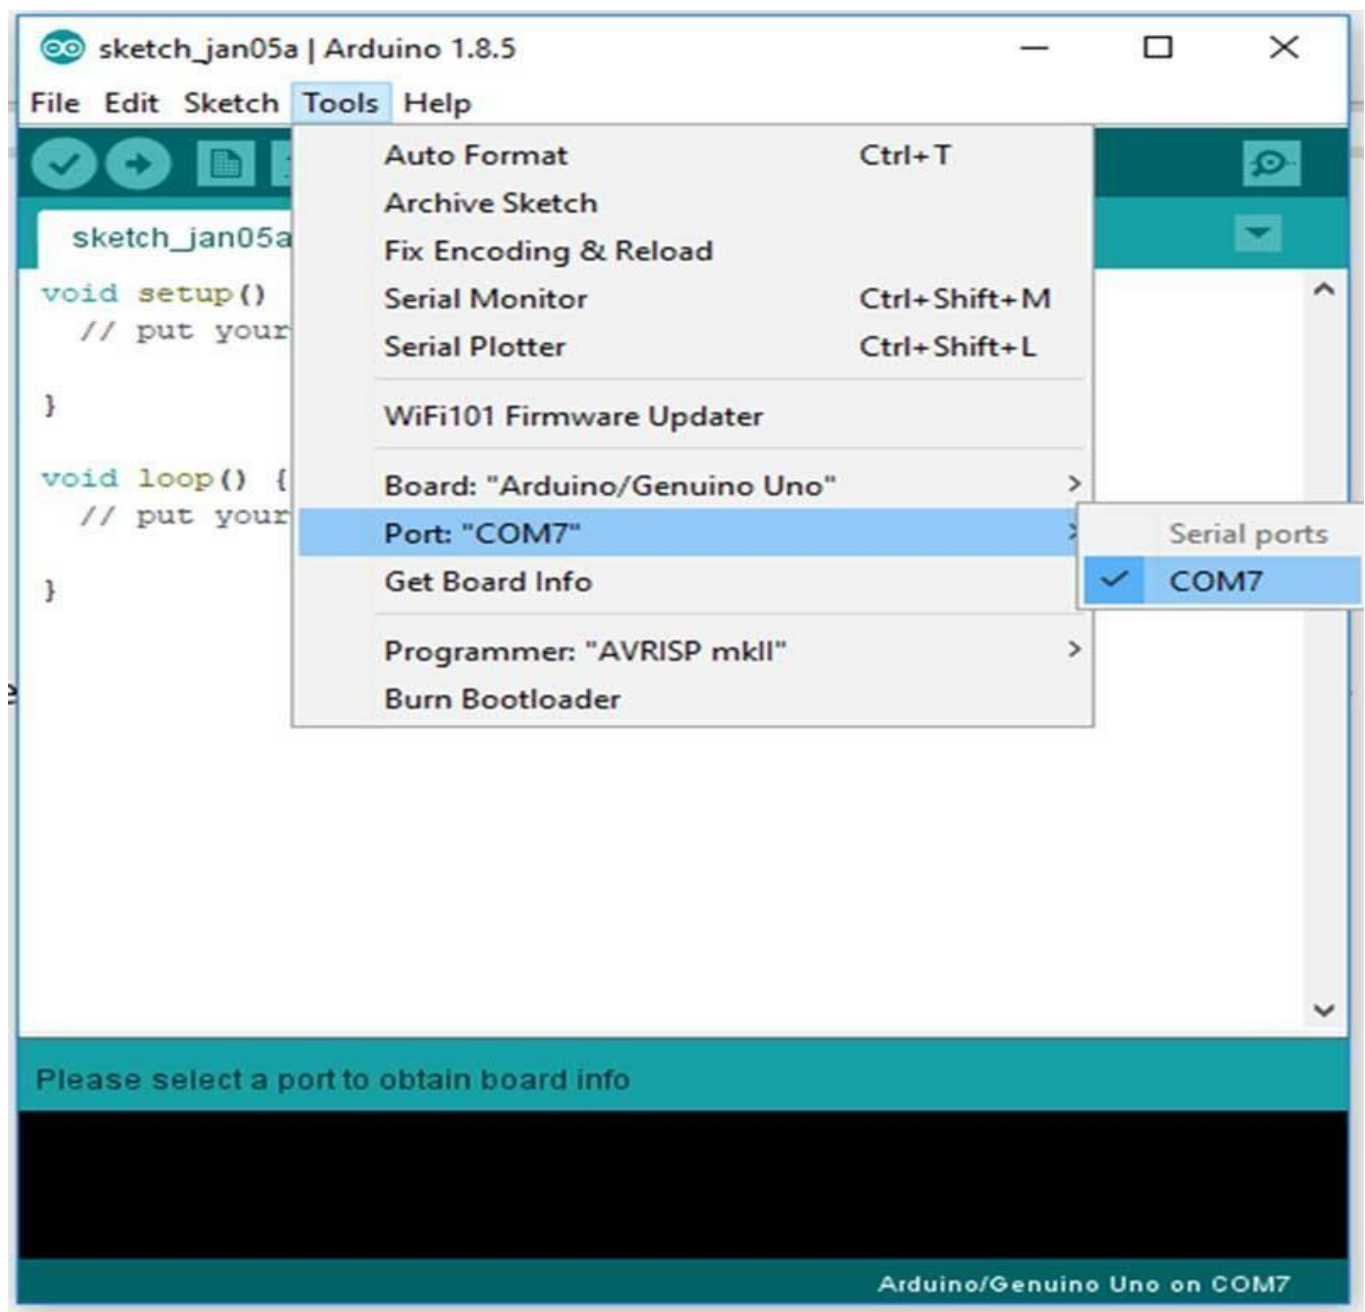 sketch_jan05a | Arduino 1.8.5
File Edit Sketch Tools Help
sketch_jan05a
void setup()
// put your
}
void loop() {
// put your
}
Auto Format Ctrl+T
Archive Sketch
Fix Encoding & Reload
Serial Monitor Ctrl+Shift+M
Serial Plotter Ctrl+Shift+L
WiFi101 Firmware Updater
Board: "Arduino/Genuino Uno"
Port: "COM7"
Get Board Info
Programmer: "AVRISP mkII"
Burn Bootloader
Serial ports
COM7
Please select a port to obtain board info
Arduino/Genuino Uno on COM7